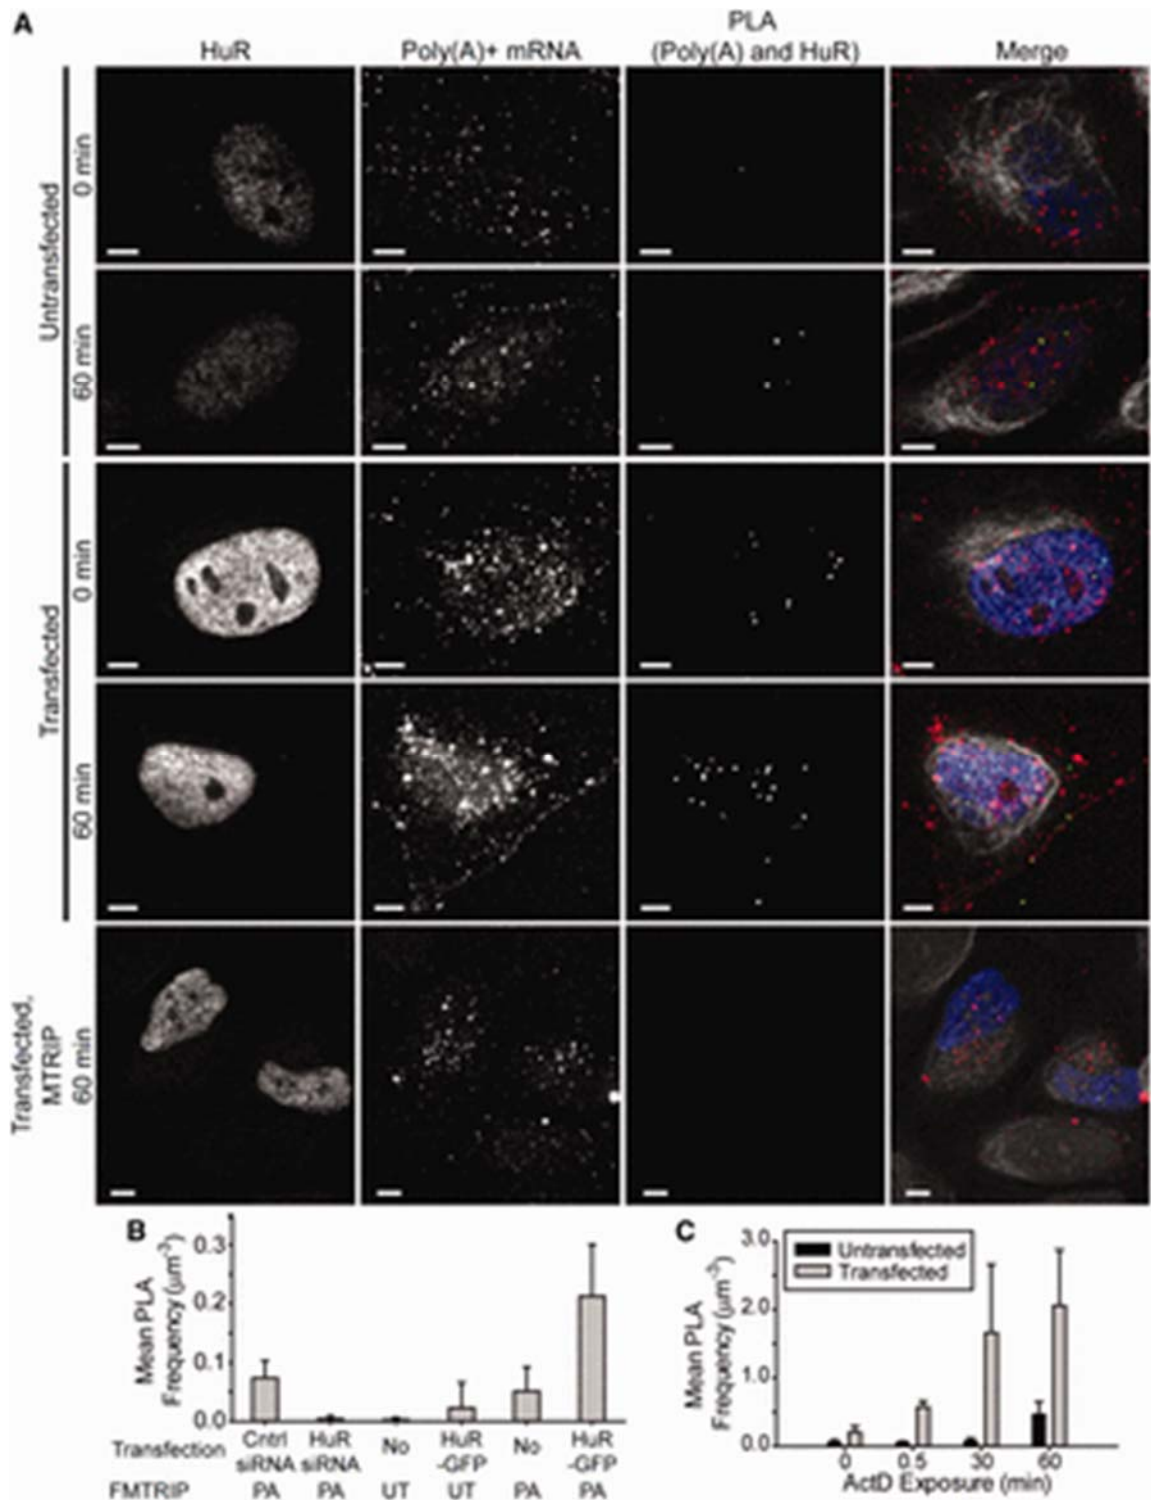 A
HuR
Poly(A)+ mRNA
PLA
(Poly(A) and HuR)
Merge
Untransfected
0 min
60 min
Transfected
0 min
60 min
Transfected,
MTRIP
60 min
B
Mean PLA
Frequency (μm⁻³)
0.3
0.2
0.1
0.0
Transfection
Cntrl
siRNA
HuR
siRNA
No
HuR
-GFP
No
HuR
-GFP
FMTRIP
PA
PA
UT
UT
PA
PA
C
Mean PLA
Frequency (μm⁻³)
3.0
2.0
1.0
0.0
Untransfected
Transfected
0
0.5
30
60
ActD Exposure (min)